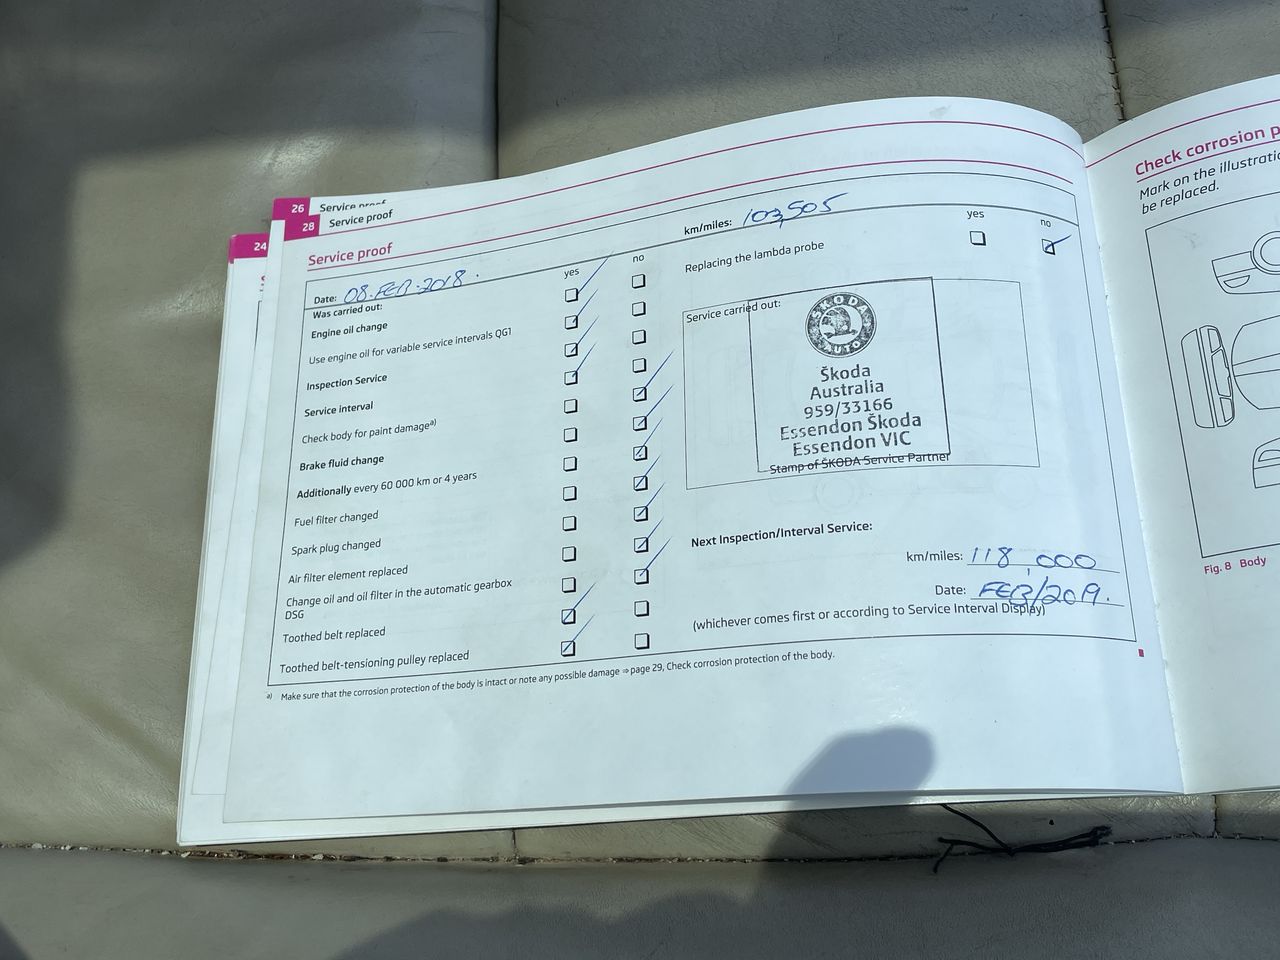 26 Service proof
28 Service proof
24
Service proof
Date: 08.FEB.2018.
km/miles: 103,505
Was carried out:
yes no
Engine oil change
Use engine oil for variable service intervals QG1
Inspection Service
Service interval
Check body for paint damage a)
Brake fluid change
Additionally every 60 000 km or 4 years
Fuel filter changed
Spark plug changed
Air filter element replaced
Change oil and oil filter in the automatic gearbox
DSG
Toothed belt replaced
Toothed belt-tensioning pulley replaced
yes no
Replacing the lambda probe
Service carried out:
ŠKODA
AUTO
Škoda
Australia
959/33166
Essendon Škoda
Essendon VIC
Stamp of ŠKODA Service Partner
Next Inspection/Interval Service:
km/miles: 118,000
Date: FEB/2019.
(whichever comes first or according to Service Interval Display)
a) Make sure that the corrosion protection of the body is intact or note any possible damage ⇒ page 29, Check corrosion protection of the body.
Check corrosion
Mark on the
be replaced.
Fig. 8 Body